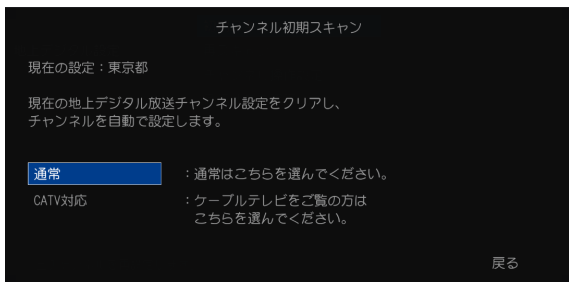 チャンネル初期スキャン
現在の設定：東京都
現在の地上デジタル放送チャンネル設定をクリアし、
チャンネルを自動で設定します。
通常 ：通常はこちらを選んでください。
CATV対応 ：ケーブルテレビをご覧の方は
こちらを選んでください。
戻る